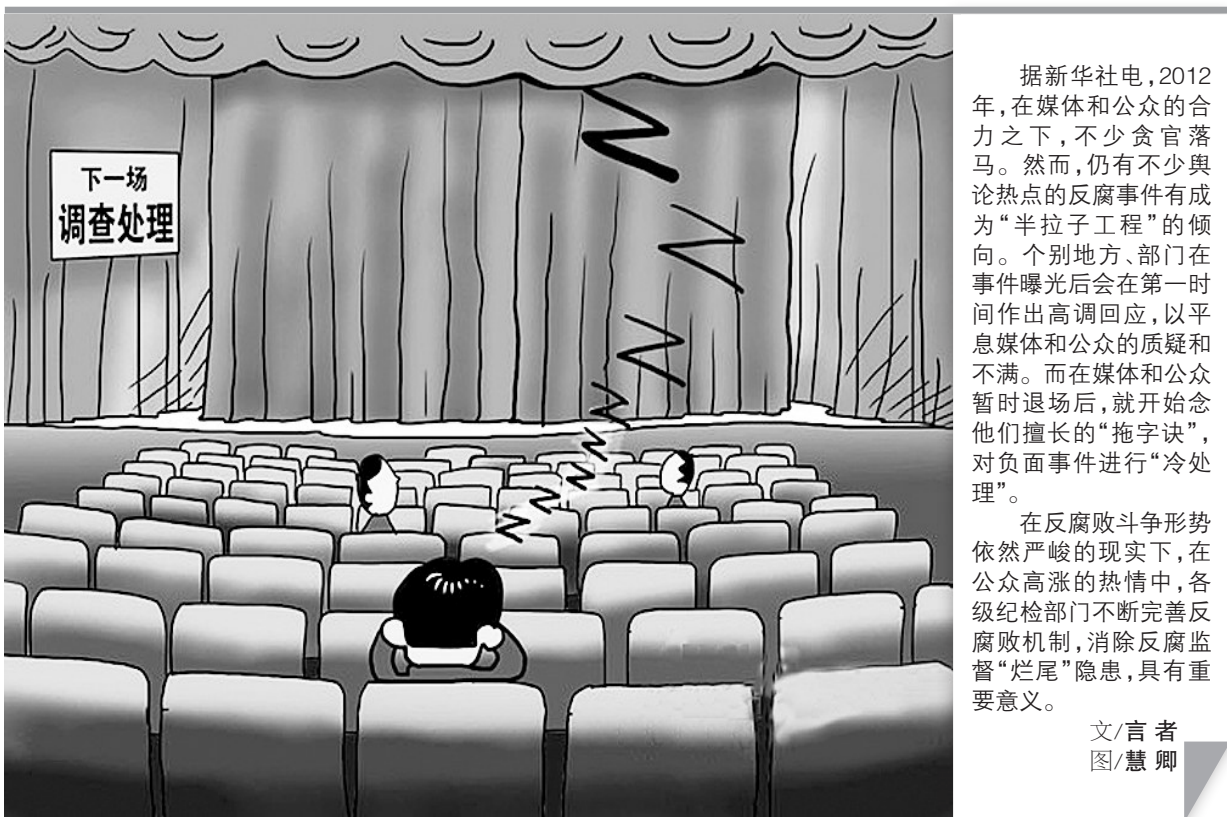 下一场
调查处理
N
N
N
N
N
N
N
N
据新华社电,2012
年,在媒体和公众的合
力之下,不少贪官落
马。然而,仍有不少舆
论热点的反腐事件有成
为“半拉子工程”的倾
向。个别地方、部门在
事件曝光后会在第一时
间作出高调回应,以平
息媒体和公众的质疑和
不满。而在媒体和公众
暂时退场后,就开始念
他们擅长的“拖字诀”,
对负面事件进行“冷处
理”。
在反腐败斗争形势
依然严峻的现实下,在
公众高涨的热情中,各
级纪检部门不断完善反
腐败机制,消除反腐监
督“烂尾”隐患,具有重
要意义。
文/言 者
图/慧 卿